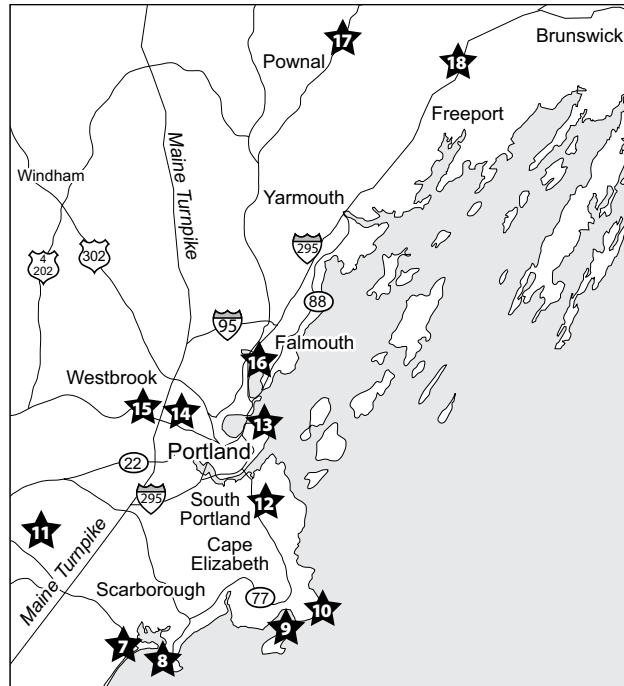 17
Brunswick
Pownal
18
Freeport
Maine Turnpike
Windham
Yarmouth
4
202
302
295
88
95
Falmouth
16
Westbrook
15
14
13
Portland
22
295
South
Portland
12
11
Cape
Elizabeth
Maine Turnpike
Scarborough
77
10
9
7
8